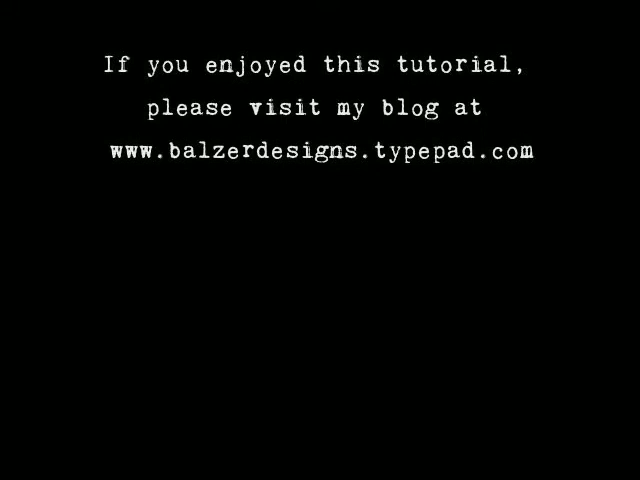 If you enjoyed this tutorial,
please visit my blog at
www.balzerdesigns.typepad.com